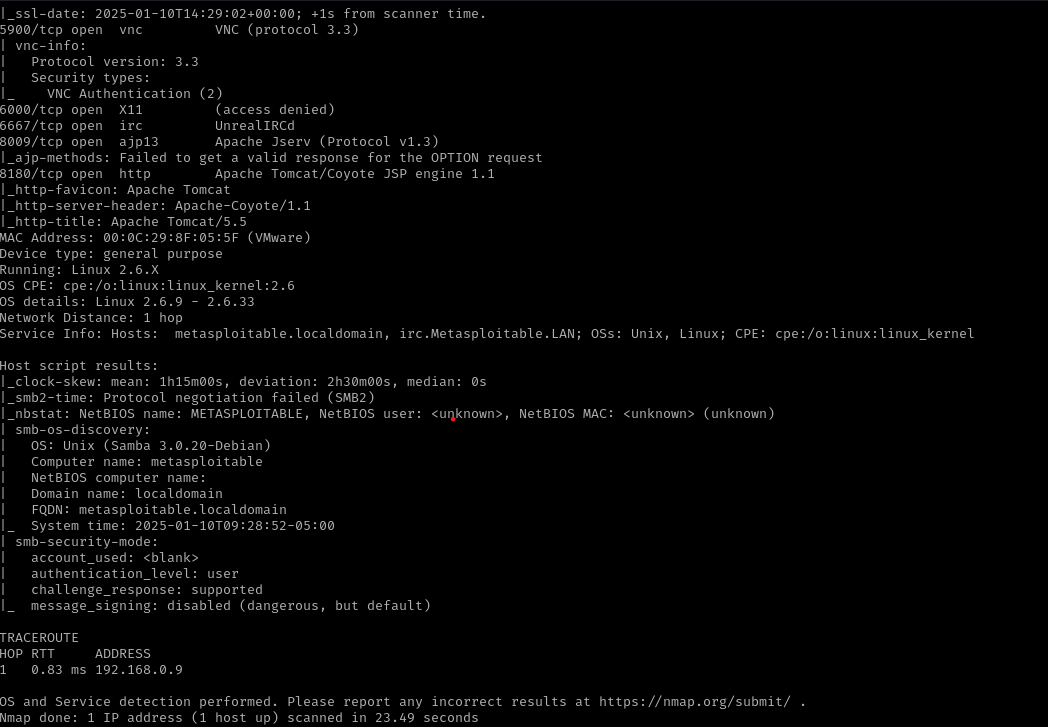 |_ssl-date: 2025-01-10T14:29:02+00:00; +1s from scanner time.
5900/tcp open  vnc         VNC (protocol 3.3)
| vnc-info:
|   Protocol version: 3.3
|   Security types:
|_    VNC Authentication (2)
6000/tcp open  X11         (access denied)
6667/tcp open  irc         UnrealIRCd
8009/tcp open  ajp13       Apache Jserv (Protocol v1.3)
|_ajp-methods: Failed to get a valid response for the OPTION request
8180/tcp open  http        Apache Tomcat/Coyote JSP engine 1.1
|_http-favicon: Apache Tomcat
|_http-server-header: Apache-Coyote/1.1
|_http-title: Apache Tomcat/5.5
MAC Address: 00:0C:29:8F:05:5F (VMware)
Device type: general purpose
Running: Linux 2.6.X
OS CPE: cpe:/o:linux:linux_kernel:2.6
OS details: Linux 2.6.9 - 2.6.33
Network Distance: 1 hop
Service Info: Hosts:  metasploitable.localdomain, irc.Metasploitable.LAN; OSs: Unix, Linux; CPE: cpe:/o:linux:linux_kernel

Host script results:
|_clock-skew: mean: 1h15m00s, deviation: 2h30m00s, median: 0s
|_smb2-time: Protocol negotiation failed (SMB2)
|_nbstat: NetBIOS name: METASPLOITABLE, NetBIOS user: <unknown>, NetBIOS MAC: <unknown> (unknown)
| smb-os-discovery:
|   OS: Unix (Samba 3.0.20-Debian)
|   Computer name: metasploitable
|   NetBIOS computer name:
|   Domain name: localdomain
|   FQDN: metasploitable.localdomain
|_  System time: 2025-01-10T09:28:52-05:00
| smb-security-mode:
|   account_used: <blank>
|   authentication_level: user
|   challenge_response: supported
|_  message_signing: disabled (dangerous, but default)

TRACEROUTE
HOP RTT     ADDRESS
1   0.83 ms 192.168.0.9

OS and Service detection performed. Please report any incorrect results at https://nmap.org/submit/ .
Nmap done: 1 IP address (1 host up) scanned in 23.49 seconds